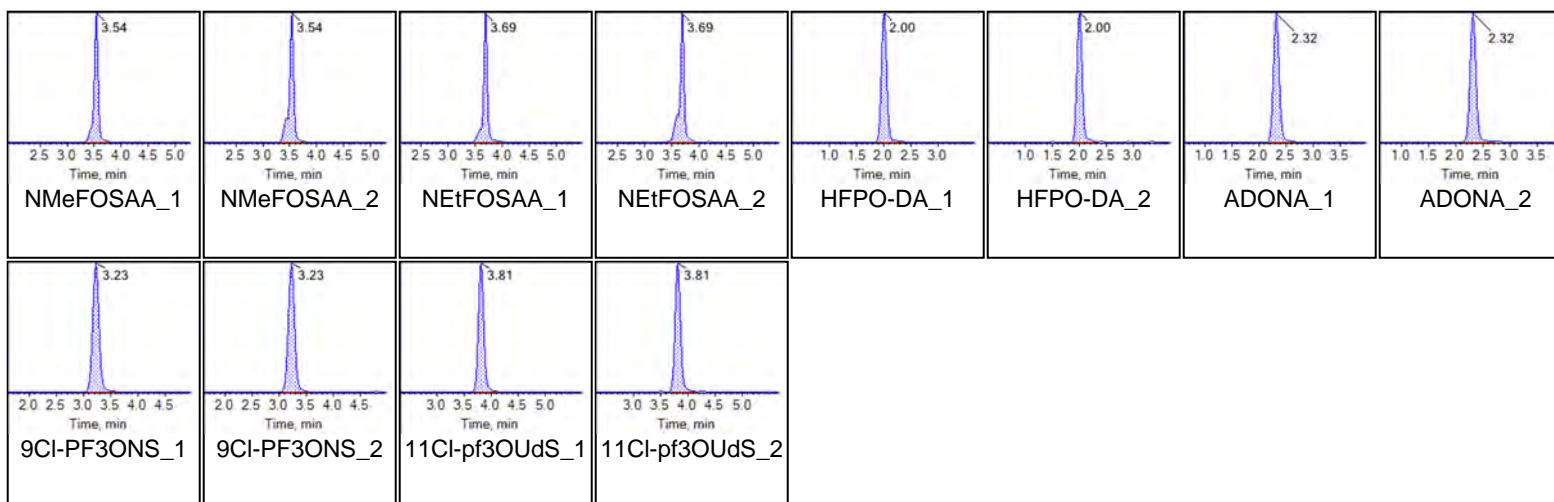 3.54
2.5 3.0 3.5 4.0 4.5 5.0
Time, min
NMeFOSAA_1
3.54
2.5 3.0 3.5 4.0 4.5 5.0
Time, min
NMeFOSAA_2
3.69
2.5 3.0 3.5 4.0 4.5 5.0
Time, min
NEtFOSAA_1
3.69
2.5 3.0 3.5 4.0 4.5 5.0
Time, min
NEtFOSAA_2
2.00
1.0 1.5 2.0 2.5 3.0
Time, min
HFPO-DA_1
2.00
1.0 1.5 2.0 2.5 3.0
Time, min
HFPO-DA_2
2.32
1.0 1.5 2.0 2.5 3.0 3.5
Time, min
ADONA_1
2.32
1.0 1.5 2.0 2.5 3.0 3.5
Time, min
ADONA_2
3.23
2.0 2.5 3.0 3.5 4.0 4.5
Time, min
9Cl-PF3ONS_1
3.23
2.0 2.5 3.0 3.5 4.0 4.5
Time, min
9Cl-PF3ONS_2
3.81
3.0 3.5 4.0 4.5 5.0
Time, min
11Cl-pf3OUdS_1
3.81
3.0 3.5 4.0 4.5 5.0
Time, min
11Cl-pf3OUdS_2